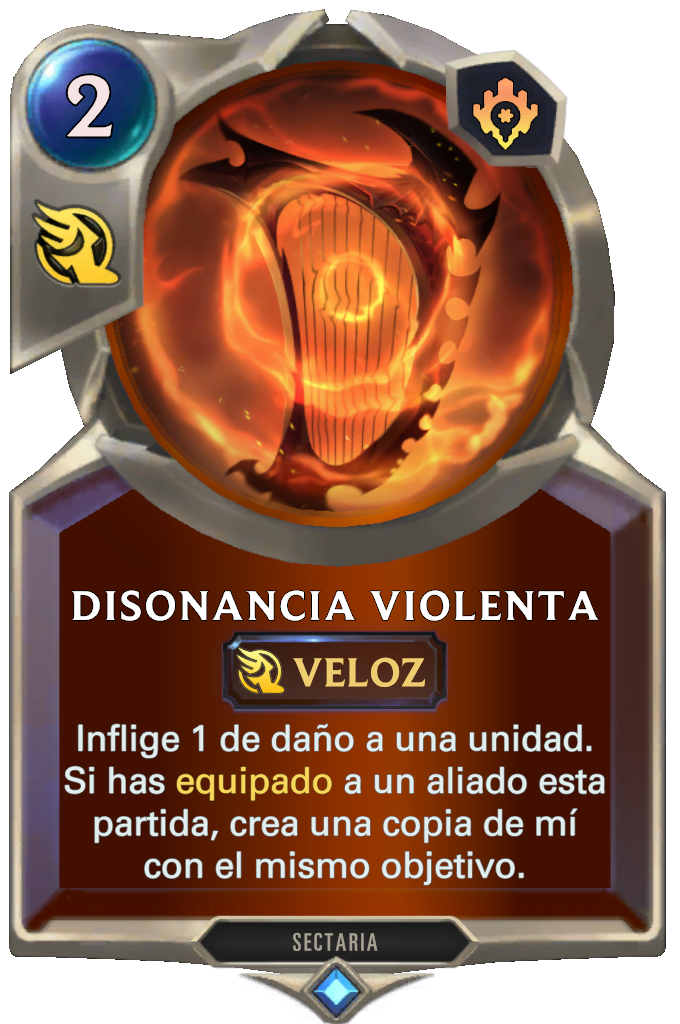 2
DISONANCIA VIOLENTA
VELOZ
Inflige 1 de daño a una unidad.
Si has equipado a un aliado esta
partida, crea una copia de mí
con el mismo objetivo.
SECTARIA